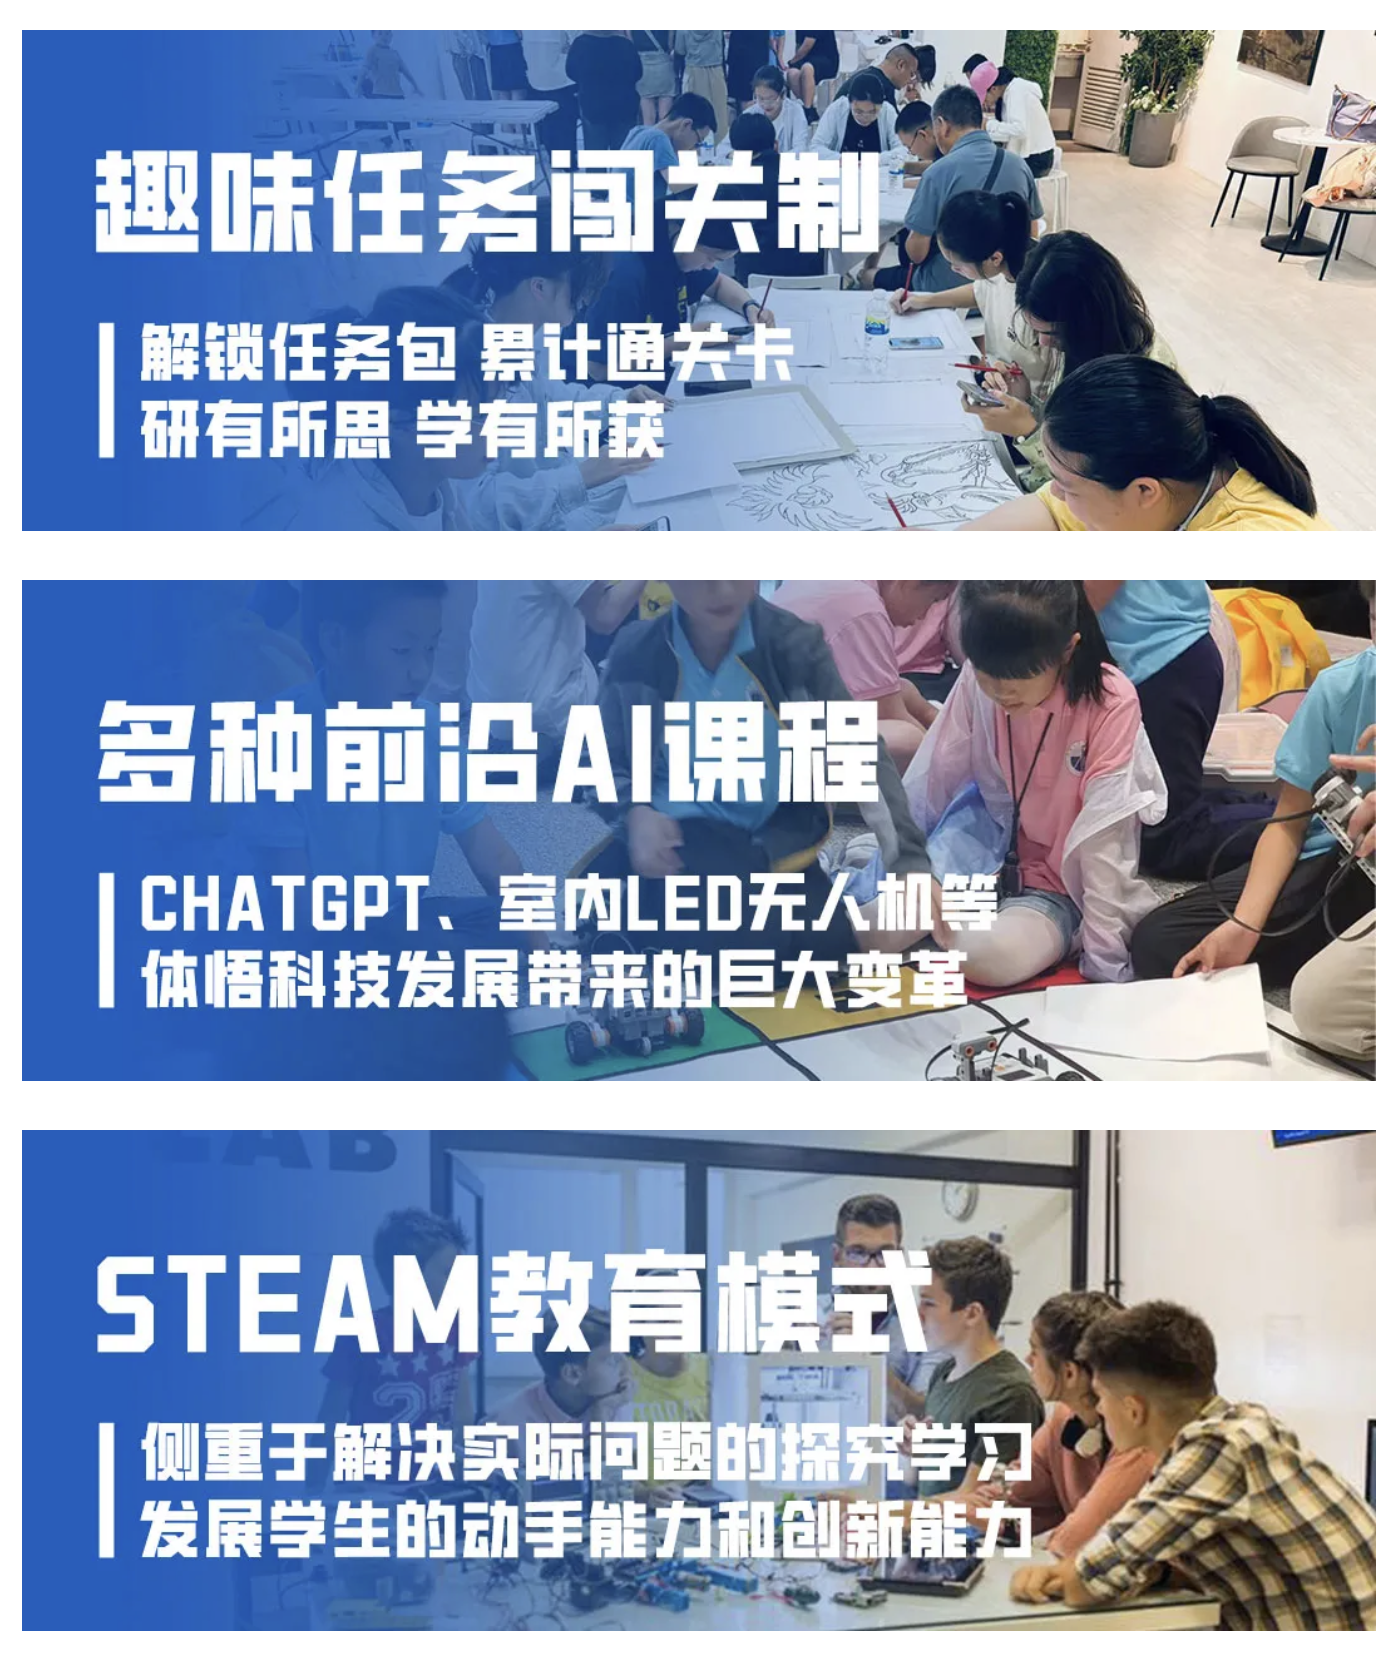 趣味任务闯关制
解锁任务包 累计通关卡
研有所思 学有所获
多种前沿AI课程
CHATGPT、室内LED无人机等
体悟科技发展带来的巨大变革
LAB
STEAM教育模式
侧重于解决实际问题的探究学习
发展学生的动手能力和创新能力